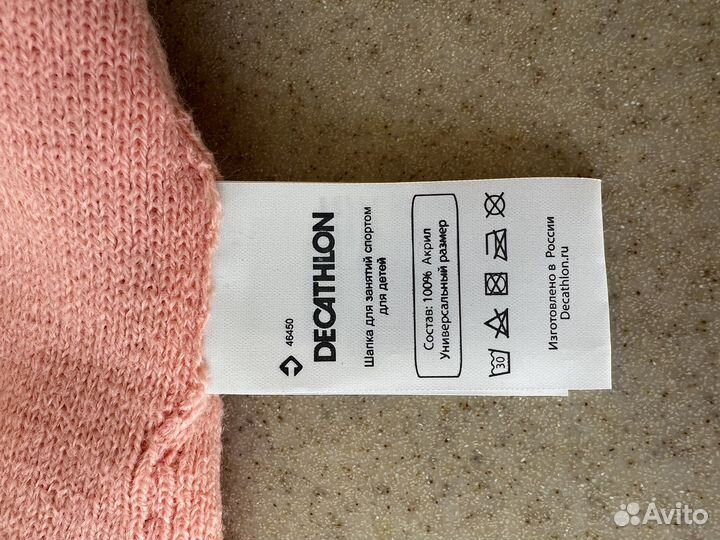 46450
DECATHLON
Шапка для занятий спортом
для детей
Состав: 100% Акрил
Универсальный размер
30
Изготовлено в России
Decathlon.ru
Avito